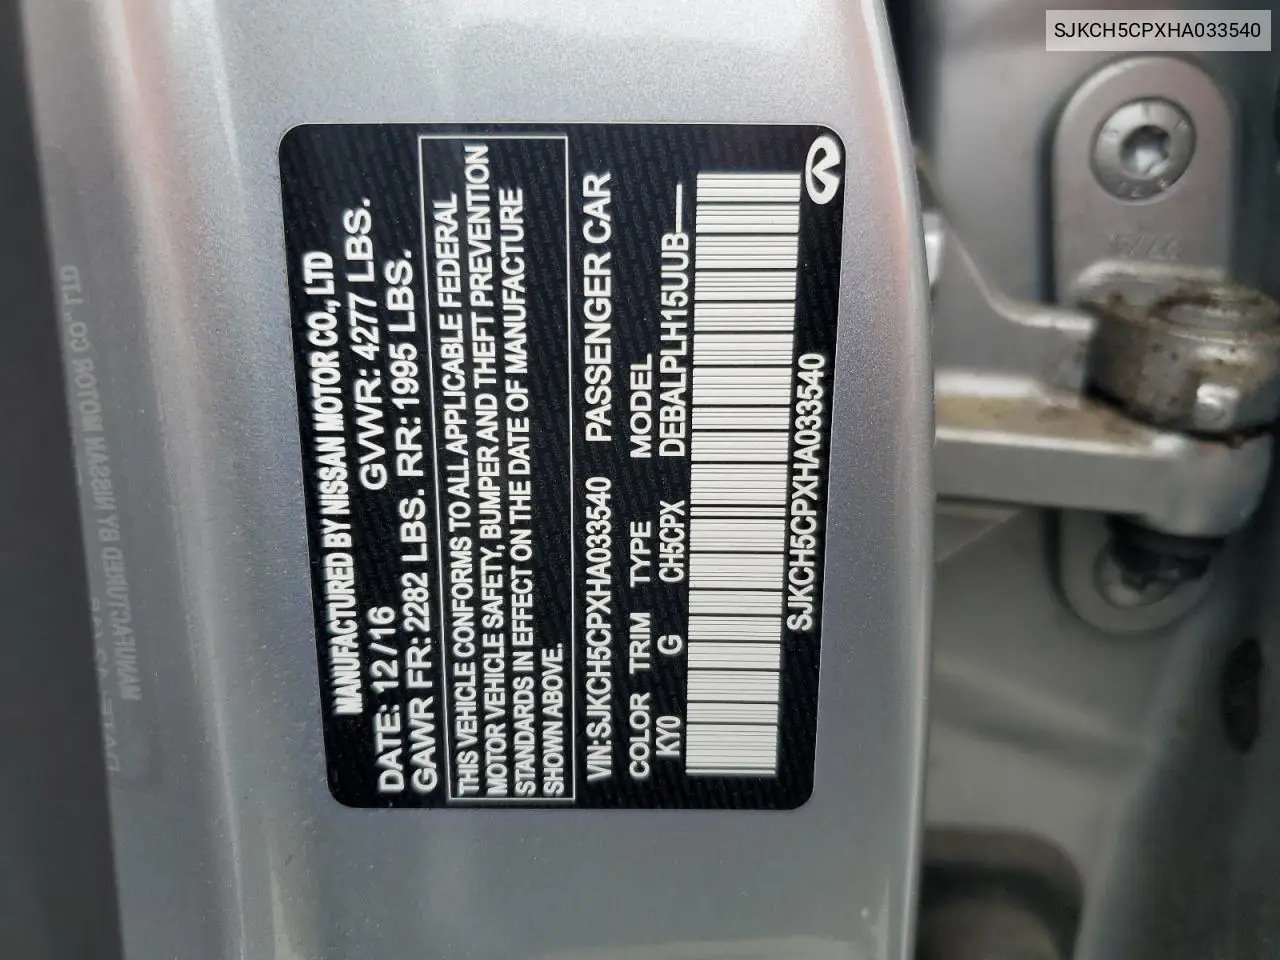 SJKCH5CPXHA033540
MANUFACTURED BY NISSAN MOTOR CO., LTD
DATE: 12/16 GVWR: 4277 LBS.
GAWR FR: 2282 LBS. RR: 1995 LBS.
THIS VEHICLE CONFORMS TO ALL APPLICABLE FEDERAL
MOTOR VEHICLE SAFETY, BUMPER AND THEFT PREVENTION
STANDARDS IN EFFECT ON THE DATE OF MANUFACTURE
SHOWN ABOVE.
VIN: SJKCH5CPXHA033540 PASSENGER CAR
COLOR TRIM TYPE MODEL
KY0 G CH5CPX DEBALPLH15UUB
SJKCH5CPXHA033540